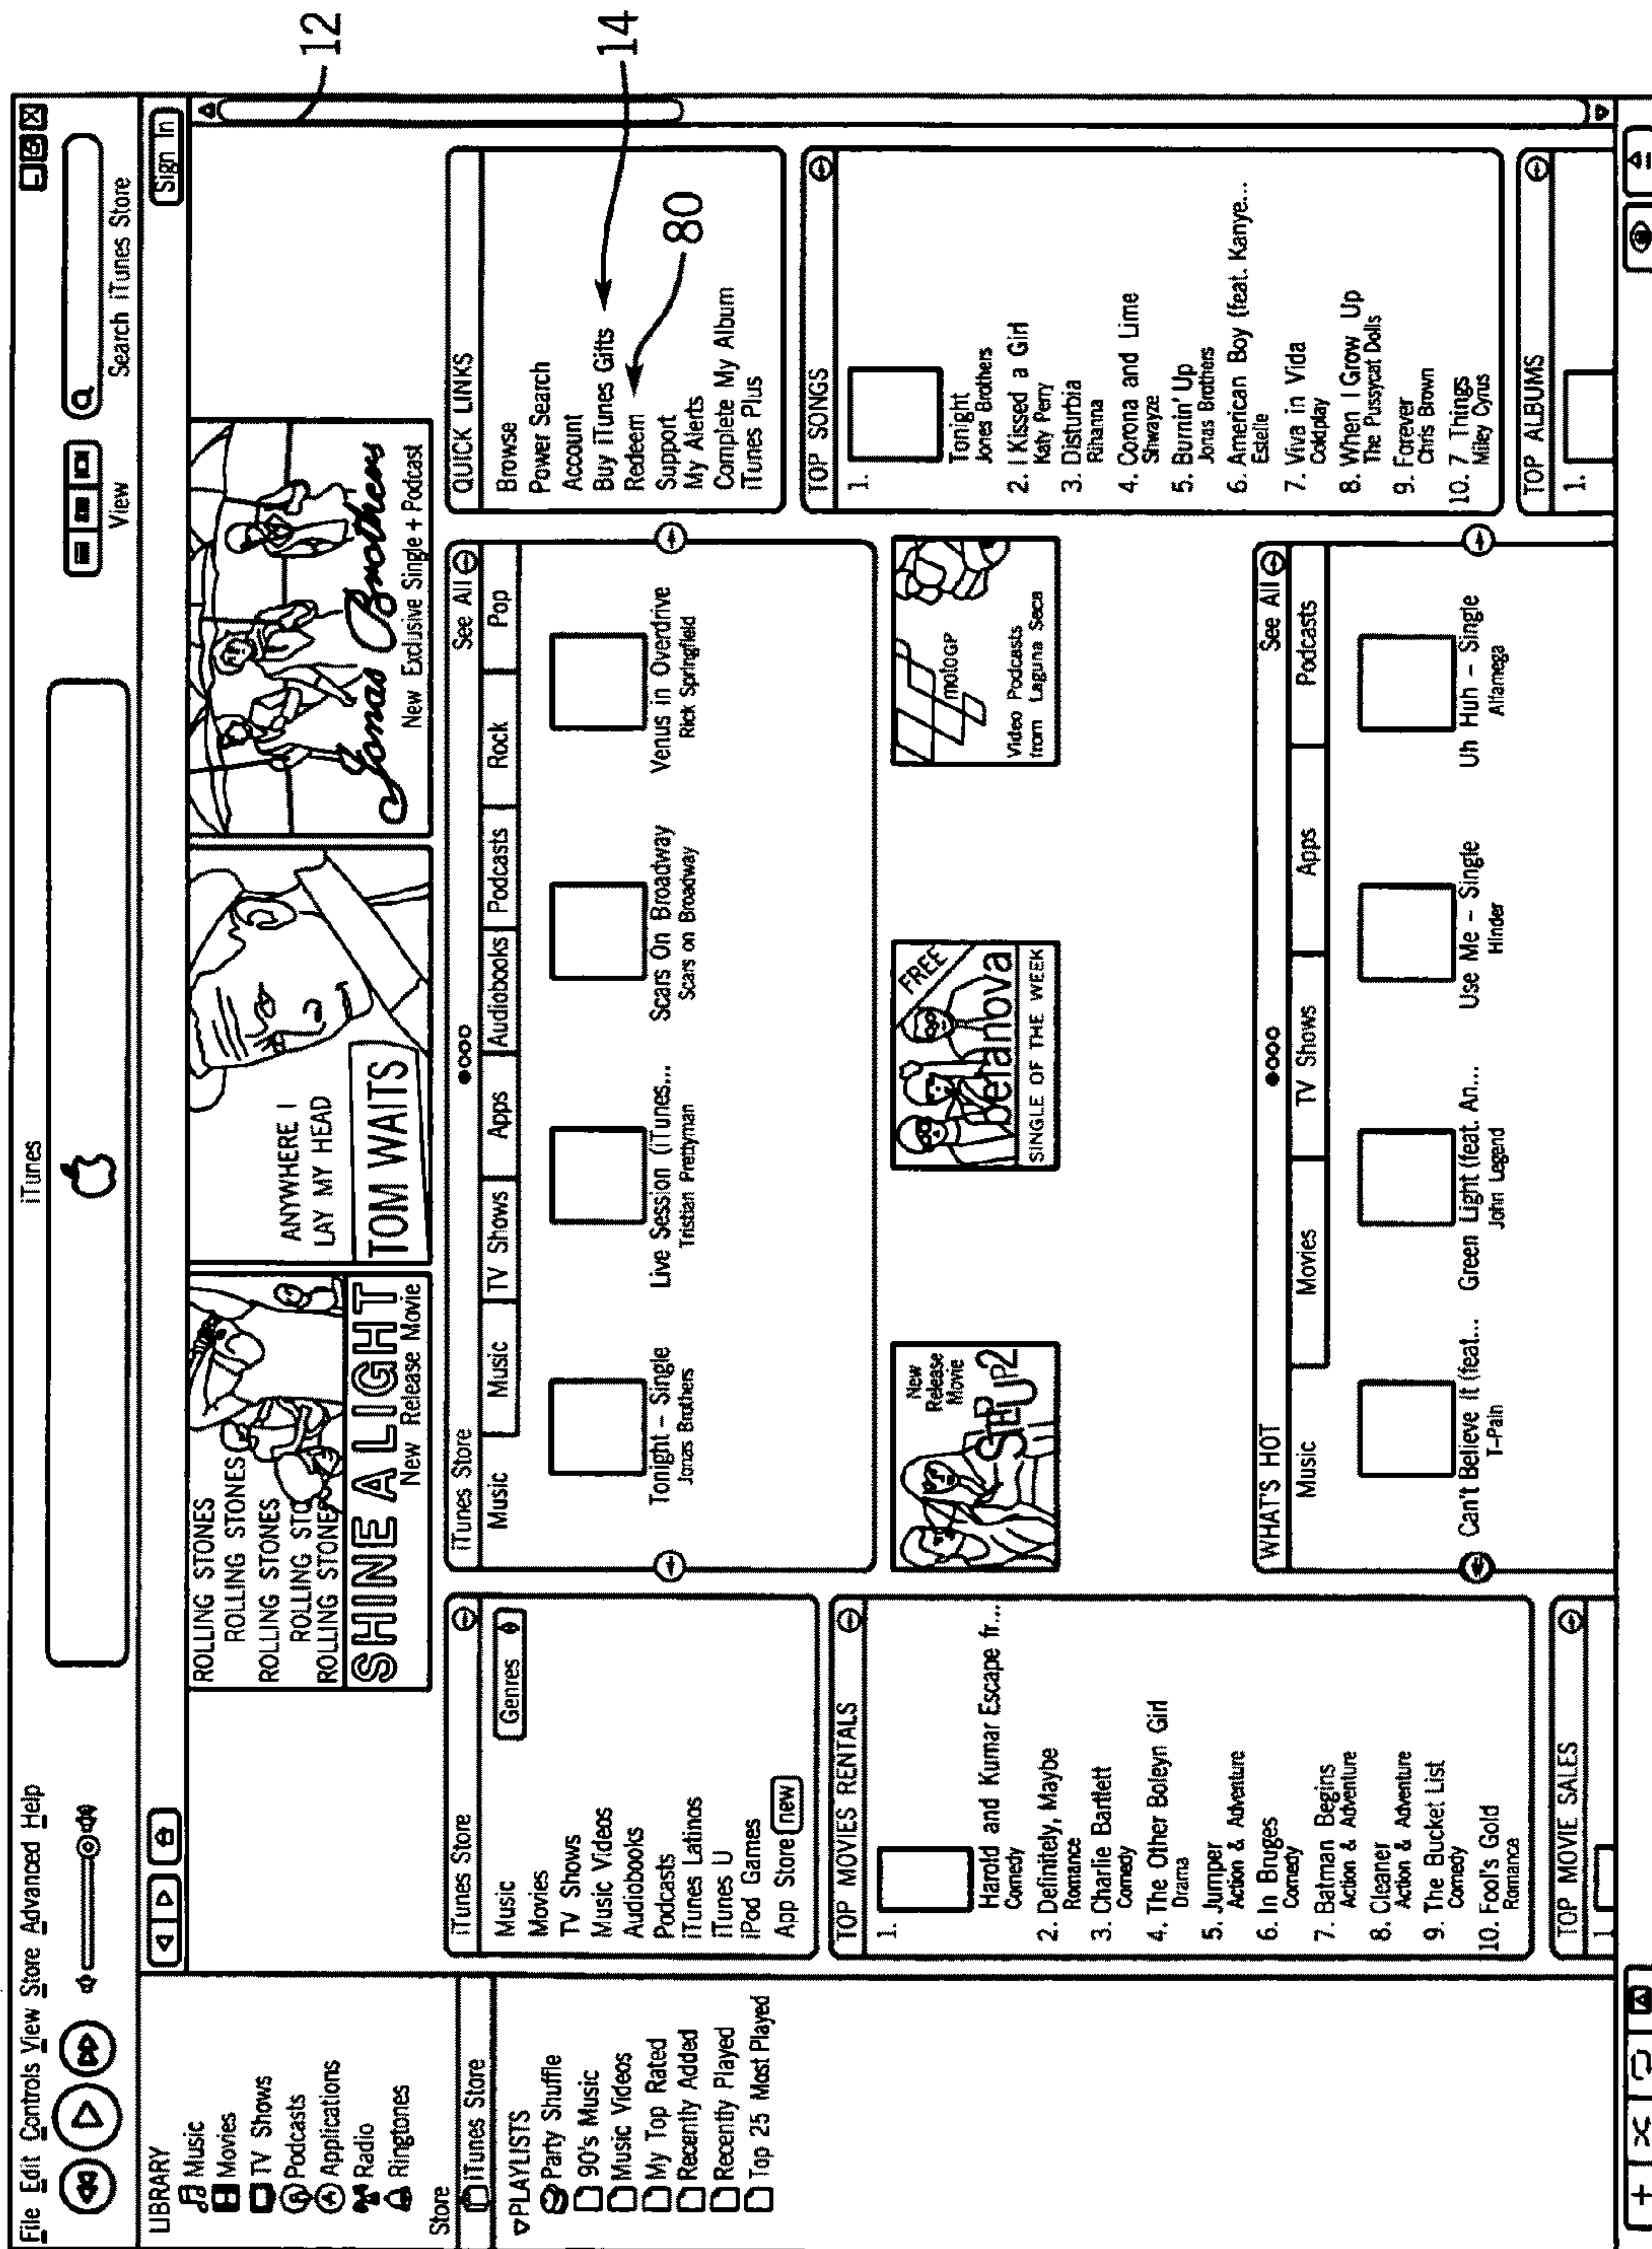 iTunes
File Edit Controls View Store Advanced Help
View
Search iTunes Store
Sign In
12
LIBRARY
Music
Movies
TV Shows
Podcasts
Applications
Radio
Ringtones
Store
iTunes Store
PLAYLISTS
Party Shuffle
90's Music
Music Videos
My Top Rated
Recently Added
Recently Played
Top 25 Most Played
ROLLING STONES
ROLLING STONES
ROLLING STONES
ROLLING STO
ROLLING STONES
SHINE A LIGHT
New Release Movie
ANYWHERE I
LAY MY HEAD
TOM WAITS
Jonas Brothers
New Exclusive Single + Podcast
iTunes Store
Music
Genres
Movies
TV Shows
Music Videos
Audiobooks
Podcasts
iTunes Latinos
iTunes U
iPod Games
App Store new
TOP MOVIES RENTALS
1.
Harold and Kumar Escape fr...
Comedy
2. Definitely, Maybe
Romance
3. Charlie Bartlett
Comedy
4. The Other Boleyn Girl
Drama
5. Jumper
Action & Adventure
6. In Bruges
Comedy
7. Batman Begins
Action & Adventure
8. Cleaner
Action & Adventure
9. The Bucket List
Comedy
10. Fool's Gold
Romance
TOP MOVIE SALES
1.
iTunes Store
See All
Music Music TV Shows Apps Audiobooks Podcasts Rock Pop
Tonight – Single
Jonas Brothers
Live Session (iTunes...
Tristian Prettyman
Scars On Broadway
Scars on Broadway
Venus in Overdrive
Rick Springfield
New
Release
Movie
STEP UP 2
FREE
Belanova
SINGLE OF THE WEEK
motoGP
Video Podcasts
from Laguna Seca
WHAT'S HOT
See All
Music Movies TV Shows Apps Podcasts
Can't Believe it (feat...
T-Pain
Green Light (feat. An...
John Legend
Use Me – Single
Hinder
Uh Huh – Single
Alfamega
QUICK LINKS
Browse
Power Search
Account
Buy iTunes Gifts
14
Redeem
80
Support
My Alerts
Complete My Album
iTunes Plus
TOP SONGS
1.
Tonight
Jones Brothers
2. I Kissed a Girl
Katy Perry
3. Disturbia
Rihanna
4. Corona and Lime
Shwayze
5. Burnin' Up
Jonas Brothers
6. American Boy (feat. Kanye...
Estelle
7. Viva in Vida
Coldplay
8. When I Grow Up
The Pussycat Dolls
9. Forever
Chris Brown
10. 7 Things
Miley Cyrus
TOP ALBUMS
1.